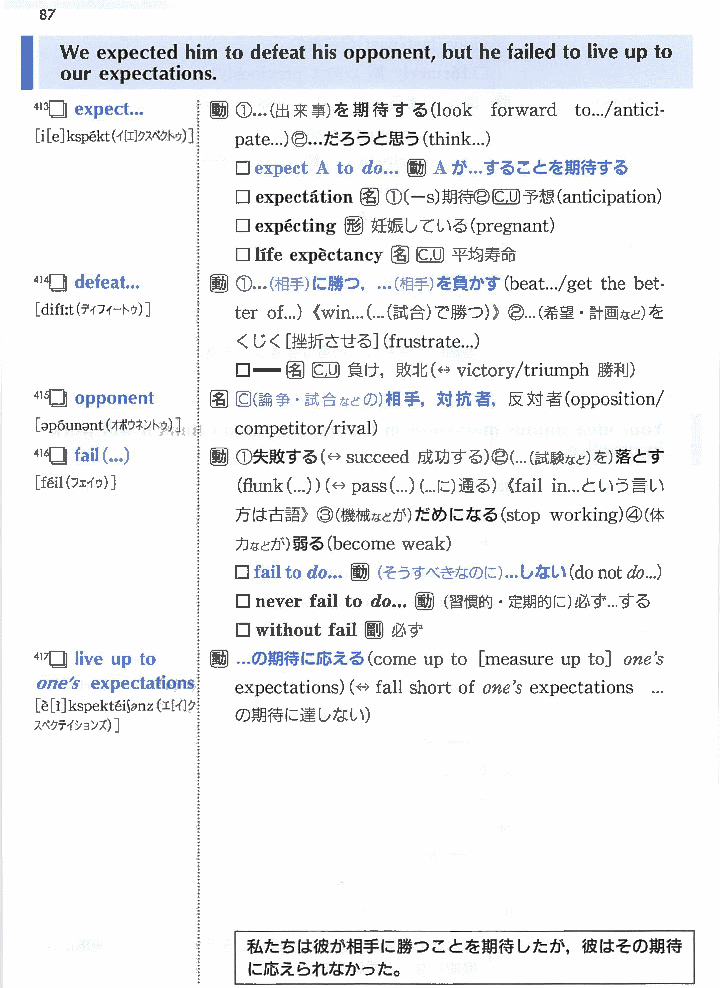 87
We expected him to defeat his opponent, but he failed to live up to
our expectations.
413 □ expect...
[i[e]kspékt(イ[エ]クスペクトゥ)]
動 ①...(出来事)を期待する(look forward to.../antici-
pate...)②...だろうと思う(think...)
□ expect A to do... 動 A が...することを期待する
□ expectátion 名 ①(—s)期待②C,U予想(anticipation)
□ expécting 形 妊娠している(pregnant)
□ lífe expèctancy 名 C,U 平均寿命
414 □ defeat...
[difíːt(ディフィートゥ)]
動 ①...(相手)に勝つ，...(相手)を負かす(beat.../get the bet-
ter of...)《win...(...(試合)で勝つ)》②...(希望・計画など)を
くじく[挫折させる](frustrate...)
□ — 名 C,U 負け，敗北(↔ victory/triumph 勝利)
415 □ opponent
[əpóunənt(オポウネントゥ)]
名 C(論争・試合などの)相手，対抗者，反対者(opposition/
competitor/rival)
416 □ fail(...)
[féil(フェイゥ)]
動 ①失敗する(↔ succeed 成功する)②(...(試験など)を)落とす
(flunk(...))(↔ pass(...) (...に)通る)《fail in...という言い
方は古語》③(機械などが)だめになる(stop working)④(体
力などが)弱る(become weak)
□ fail to do... 動 (そうすべきなのに)...しない(do not do...)
□ never fail to do... 動 (習慣的・定期的に)必ず...する
□ without fail 副 必ず
417 □ live up to
one's expectations
[è[ì]kspektéiʃənz(エ[イ]ク
スペクテイションズ)]
動 ...の期待に応える(come up to [measure up to] one's
expectations)(↔ fall short of one's expectations ...
の期待に達しない)
私たちは彼が相手に勝つことを期待したが，彼はその期待
に応えられなかった。